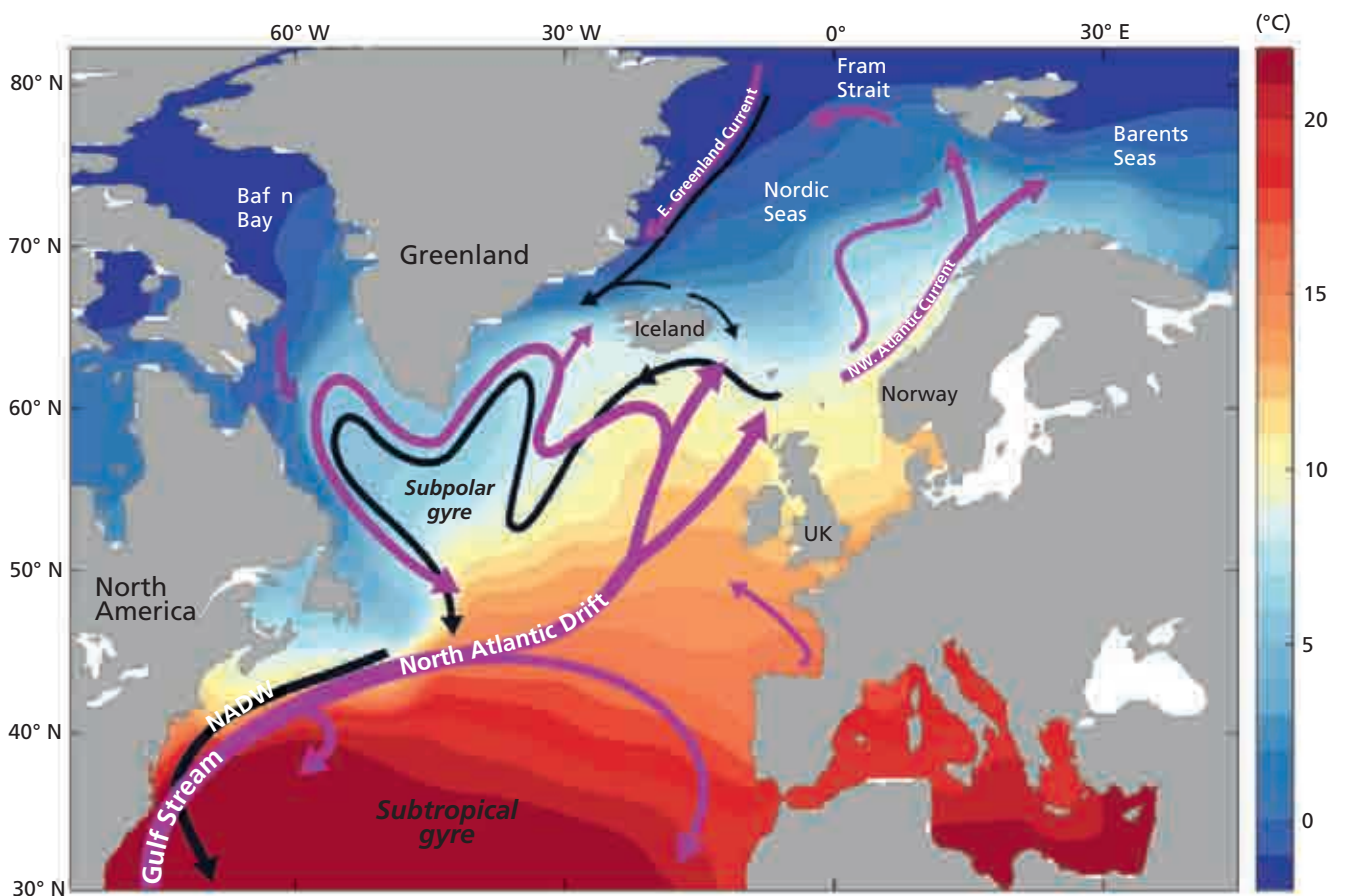 (°C)
60° W
30° W
0°
30° E
80° N
70° N
60° N
50° N
40° N
30° N
20
15
10
5
0
Fram
Strait
Barents
Seas
E. Greenland Current
Nordic
Seas
Baf n
Bay
Greenland
Iceland
NW. Atlantic Current
Norway
Subpolar
gyre
UK
North
America
North Atlantic Drift
NADW
Gulf Stream
Subtropical
gyre